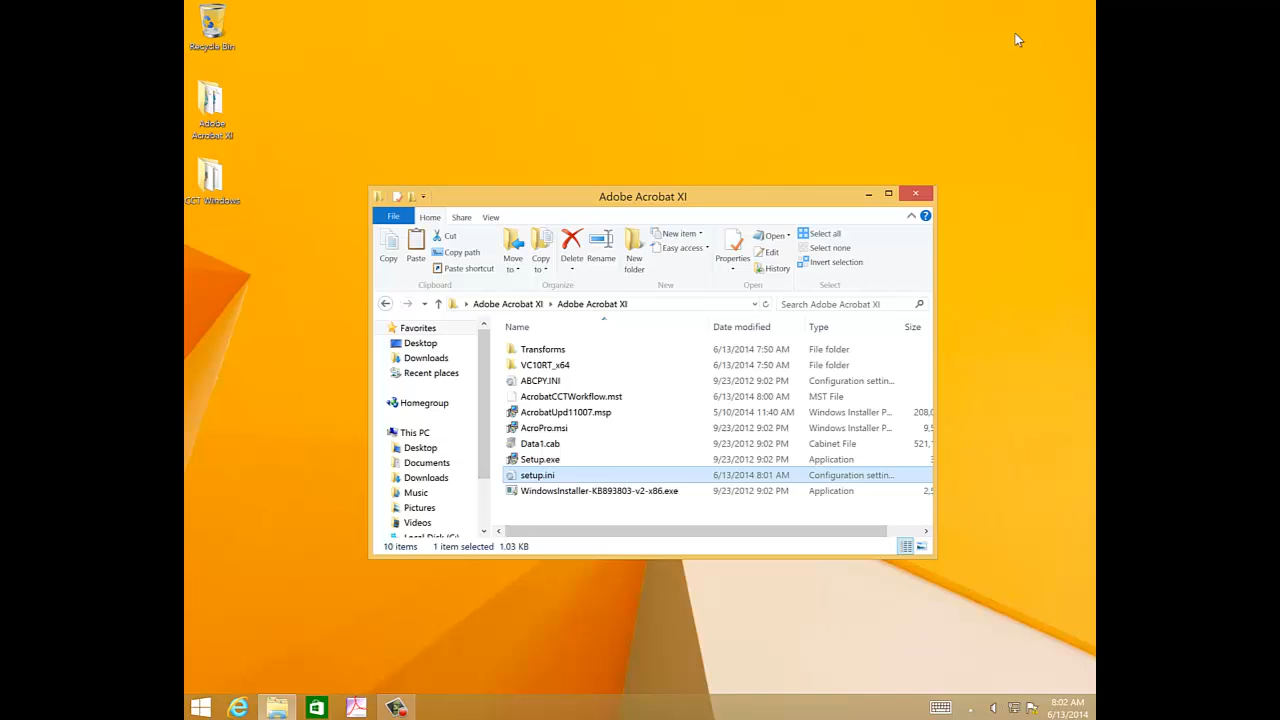 Recycle Bin
Adobe
Acrobat XI
CCT Windows
Adobe Acrobat XI
File Home Share View
Copy
Paste
Cut
Copy path
Paste shortcut
Clipboard
Move
to
Copy
to
Delete
Rename
Organize
New
folder
New item
Easy access
New
Properties
Open
Edit
History
Open
Select all
Select none
Invert selection
Select
Adobe Acrobat XI Adobe Acrobat XI
Search Adobe Acrobat XI
Favorites
Desktop
Downloads
Recent places
Homegroup
This PC
Desktop
Documents
Downloads
Music
Pictures
Videos
Name Date modified Type Size
Transforms 6/13/2014 7:50 AM File folder
VC10RT_x64 6/13/2014 7:50 AM File folder
ABCPY.INI 9/23/2012 9:02 PM Configuration settin...
AcrobatCCTWorkflow.mst 6/13/2014 8:00 AM MST File
AcrobatUpd11007.msp 5/10/2014 11:40 AM Windows Installer P... 208,
AcroPro.msi 9/23/2012 9:02 PM Windows Installer P... 9,
Data1.cab 9/23/2012 9:02 PM Cabinet File 521,
Setup.exe 9/23/2012 9:02 PM Application
setup.ini 6/13/2014 8:01 AM Configuration settin...
WindowsInstaller-KB893803-v2-x86.exe 9/23/2012 9:02 PM Application 2,
10 items 1 item selected 1.03 KB
8:02 AM
6/13/2014